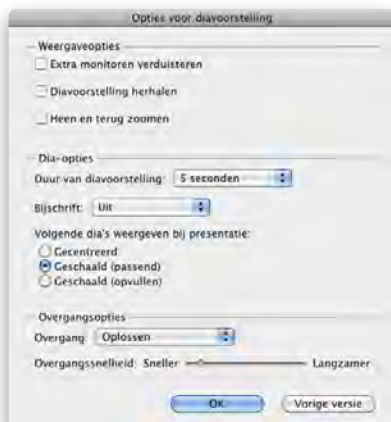 Opties voor diavoorstelling
Weergaveopties
Extra monitoren verduisteren
Diavoorstelling herhalen
Heen en terug zoomen
Dia-opties
Duur van diavoorstelling: 5 seconden
Bijschrift: Uit
Volgende dia's weergeven bij presentatie:
Gecentreerd
Geschaald (passend)
Geschaald (opvullen)
Overgangsopties
Overgang: Oplossen
Overgangssnelheid: Sneller Langzamer
OK Vorige versie